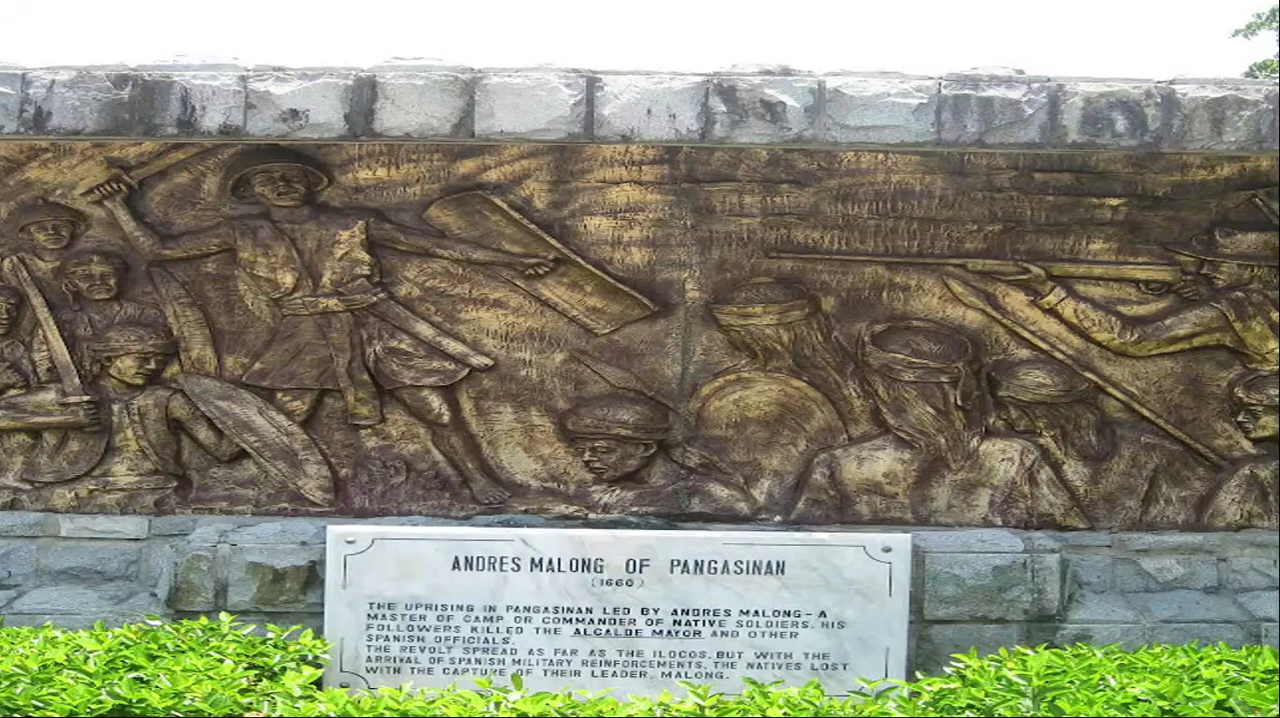 ANDRES MALONG OF PANGASINAN
(1660)
THE UPRISING IN PANGASINAN LED BY ANDRES MALONG-A
MASTER OF CAMP OR COMMANDER OF NATIVE SOLDIERS. HIS
FOLLOWERS KILLED THE ALCALDE MAYOR AND OTHER
SPANISH OFFICIALS.
THE REVOLT SPREAD AS FAR AS THE ILOCOS, BUT WITH THE
ARRIVAL OF SPANISH MILITARY REINFORCEMENTS, THE NATIVES LOST
WITH THE CAPTURE OF THEIR LEADER, MALONG.